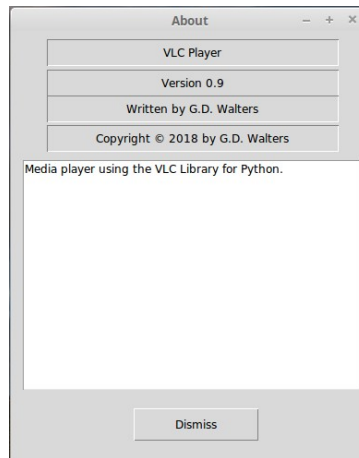 About
VLC Player
Version 0.9
Written by G.D. Walters
Copyright © 2018 by G.D. Walters
Media player using the VLC Library for Python.
Dismiss